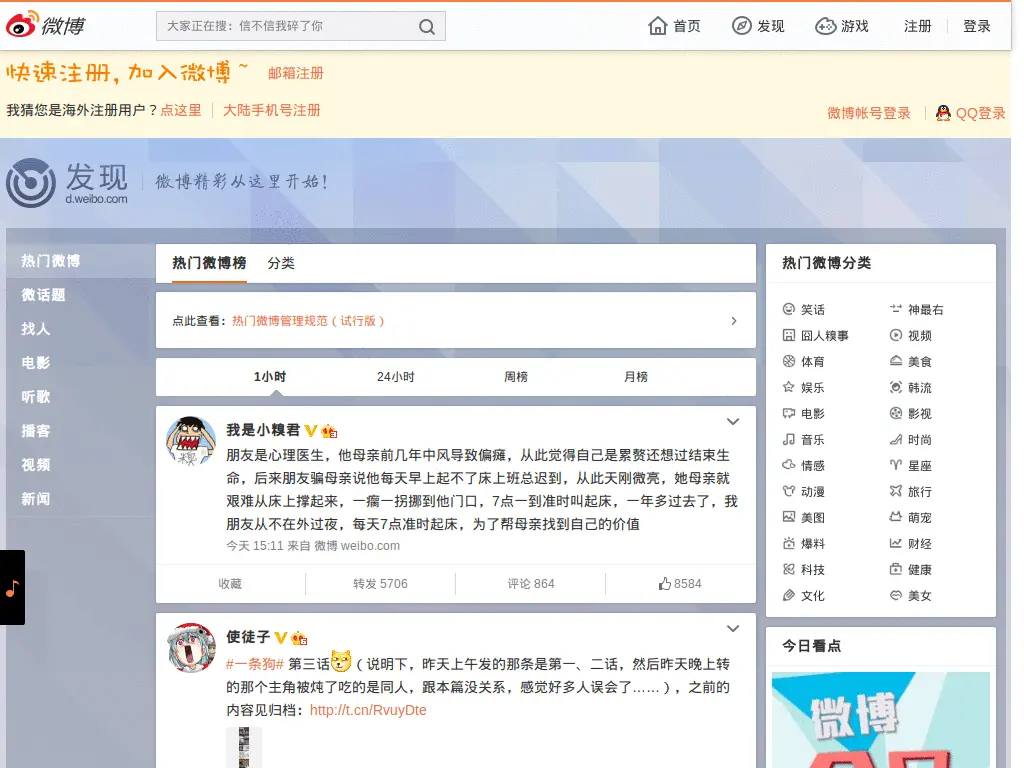 微博
大家正在搜：信不信我碎了你
首页
发现
游戏
注册
登录
快速注册，加入微博~
邮箱注册
我猜您是海外注册用户？点这里
大陆手机号注册
微博帐号登录
QQ登录
发现
d.weibo.com
微博精彩从这里开始！
热门微博
微话题
找人
电影
听歌
播客
视频
新闻
热门微博榜
分类
点此查看：热门微博管理规范（试行版）
1小时
24小时
周榜
月榜
我是小糗君
朋友是心理医生，他母亲前几年中风导致偏瘫，从此觉得自己是累赘还想过结束生
命，后来朋友骗母亲说他每天早上起不了床上班总迟到，从此天刚微亮，她母亲就
艰难从床上撑起来，一瘸一拐挪到他门口，7点一到准时叫起床，一年多过去了，我
朋友从不在外过夜，每天7点准时起床，为了帮母亲找到自己的价值
今天 15:11 来自 微博 weibo.com
收藏
转发 5706
评论 864
8584
使徒子
#一条狗# 第三话（说明下，昨天上午发的那条是第一、二话，然后昨天晚上转
的那个主角被炖了吃的是同人，跟本篇没关系，感觉好多人误会了……），之前的
内容见归档：http://t.cn/RvuyDte
热门微博分类
笑话
神最右
囧人糗事
视频
体育
美食
娱乐
韩流
电影
影视
音乐
时尚
情感
星座
动漫
旅行
美图
萌宠
爆料
财经
科技
健康
文化
美女
今日看点
微博